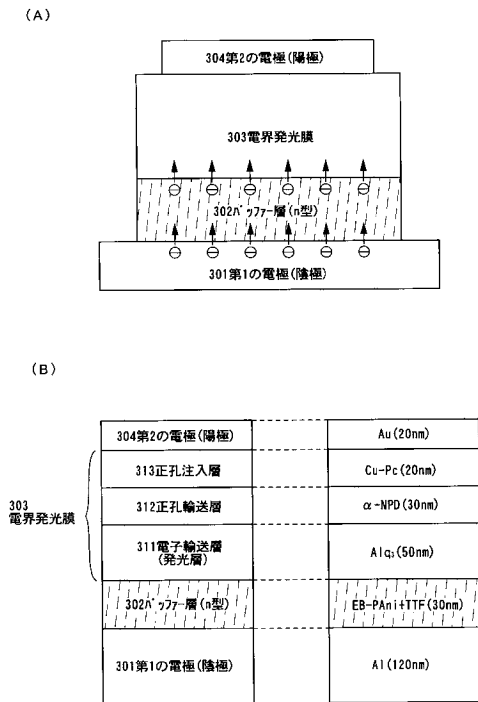 (A)
304第2の電極(陽極)
303電界発光膜
⊖ ⊖ ⊖ ⊖ ⊖ ⊖
302バッファー層(n型)
⊖ ⊖ ⊖ ⊖ ⊖ ⊖
301第1の電極(陰極)
(B)
304第2の電極(陽極)
Au(20nm)
313正孔注入層
Cu-Pc(20nm)
303
電界発光膜
312正孔輸送層
α-NPD(30nm)
311電子輸送層
(発光層)
Alq₃(50nm)
302バッファー層(n型)
EB-PAni+TTF(30nm)
301第1の電極(陰極)
Al(120nm)